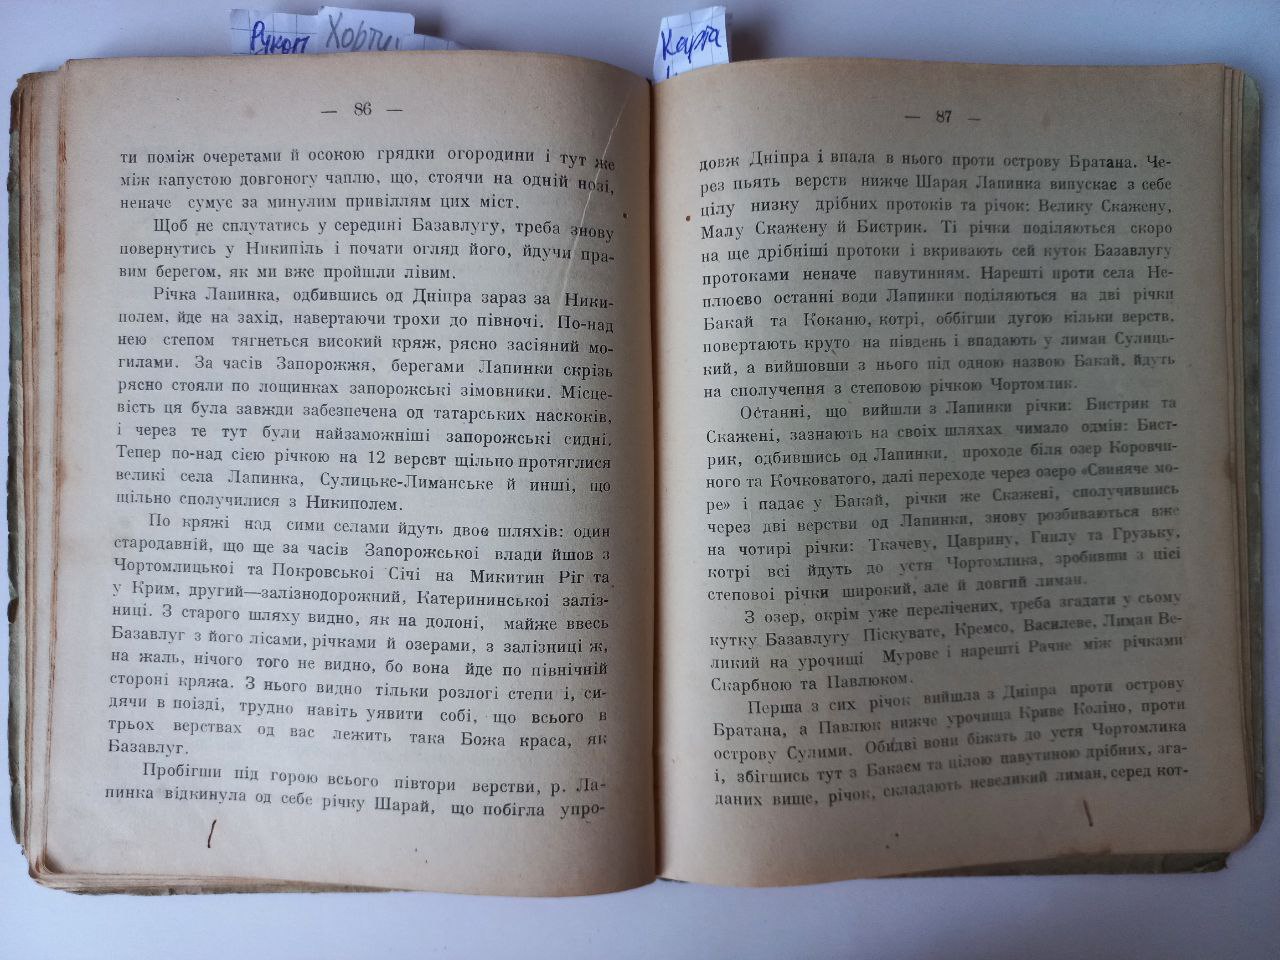 Рукоп
Хорти
Карта
— 86 —
ти поміж очеретами й осокою грядки огородини і тут же
між капустою довгоногу чаплю, що, стоячи на одній нозі,
неначе сумує за минулим привіллям цих міст.
Щоб не сплутатись у середині Базавлугу, треба знову
повернутись у Никипіль і почати огляд його, йдучи пра-
вим берегом, як ми вже пройшли лівим.
Річка Лапинка, одбившись од Дніпра зараз за Ники-
полем, йде на захід, навертаючи трохи до півночі. По-над
нею степом тягнеться високий кряж, рясно засіяний мо-
гилами. За часів Запорожжя, берегами Лапинки скрізь
рясно стояли по лощинках запорожські зімовники. Місце-
вість ця була завжди забезпечена од татарських наскоків,
і через те тут були найзаможніші запорожські сидні.
Тепер по-над сією річкою на 12 версвт щільно протяглися
великі села Лапинка, Сулицьке-Лиманське й инші, що
щільно сполучилися з Никиполем.
По кряжі над сими селами йдуть двоє шляхів: один
стародавній, що ще за часів Запорожської влади йшов з
Чортомлицької та Покровської Січі на Микитин Ріг та
у Крим, другий—залізнодорожний, Катерининської заліз-
ниці. З старого шляху видно, як на долоні, майже ввесь
Базавлуг з його лісами, річками й озерами, з залізниці ж,
на жаль, нічого того не видно, бо вона йде по північній
стороні кряжа. З нього видно тільки розлогі степи і, си-
дячи в поїзді, трудно навіть уявити собі, що всього в
трьох верствах од вас лежить така Божа краса, як
Базавлуг.
Пробігши під горою всього півтори верстви, р. Ла-
пинка відкинула од себе річку Шарай, що побігла упро-
— 87 —
довж Дніпра і впала в нього проти острову Братана. Че-
рез пьять верств нижче Шарая Лапинка випускає з себе
цілу низку дрібних протоків та річок: Велику Скажену,
Малу Скажену й Бистрик. Ті річки поділяються скоро
на ще дрібніші протоки і вкривають сей куток Базавлугу
протоками неначе павутинням. Нарешті проти села Не-
плюєво останні води Лапинки поділяються на дві річки
Бакай та Коканю, котрі, оббігши дугою кільки верств,
повертають круто на південь і впадають у лиман Сулиць-
кий, а вийшовши з нього під одною назвою Бакай, йдуть
на сполучення з степовою річкою Чортомлик.
Останні, що вийшли з Лапинки річки: Бистрик та
Скажені, зазнають на своїх шляхах чимало одмін: Бист-
рик, одбившись од Лапинки, проходе біля озер Коровчи-
ного та Кочковатого, далі переходе через озеро «Свиняче мо-
ре» і падає у Бакай, річки же Скажені, сполучившись
через дві верстви од Лапинки, знову розбиваються вже
на чотирі річки: Ткачеву, Цаврину, Гнилу та Грузьку,
котрі всі йдуть до устя Чортомлика, зробивши з цієї
степової річки широкий, але й довгий лиман.
З озер, окрім уже перелічених, треба згадати у сьому
кутку Базавлугу Піскувате, Кремсо, Василеве, Лиман Ве-
ликий на урочищі Мурове і нарешті Рачне між річками
Скарбною та Павлюком.
Перша з сих річок вийшла з Дніпра проти острову
Братана, а Павлюк нижче урочища Криве Коліно, проти
острову Сулими. Обидві вони біжать до устя Чортомлика
і, збігшись тут з Бакаєм та цілою павутиною дрібних, зга-
даних вище, річок, складають невеликий лиман, серед кот-